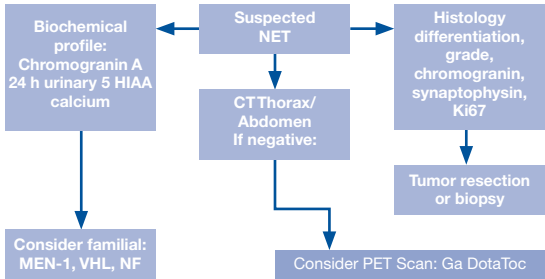 Biochemical
profile:
Chromogranin A
24 h urinary 5 HIAA
calcium
Suspected
NET
Histology
differentiation,
grade,
chromogranin,
synaptophysin,
Ki67
CT Thorax/
Abdomen
If negative:
Tumor resection
or biopsy
Consider familial:
MEN-1, VHL, NF
Consider PET Scan: Ga DotaToc